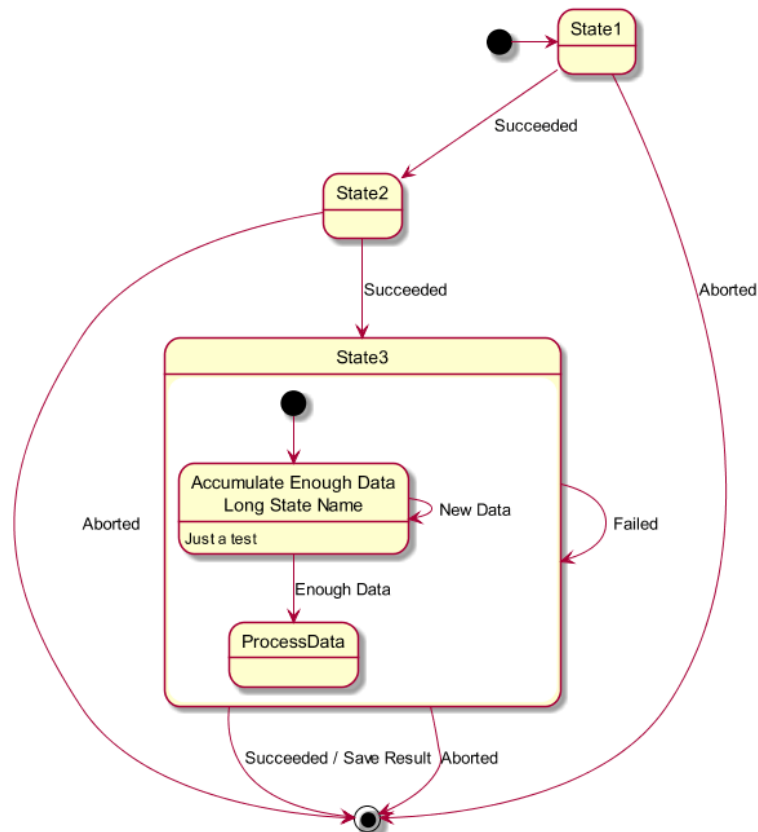 State1
Succeeded
State2
Succeeded
Aborted
State3
Accumulate Enough Data
Long State Name
Just a test
New Data
Aborted
Failed
Enough Data
ProcessData
Succeeded / Save Result
Aborted